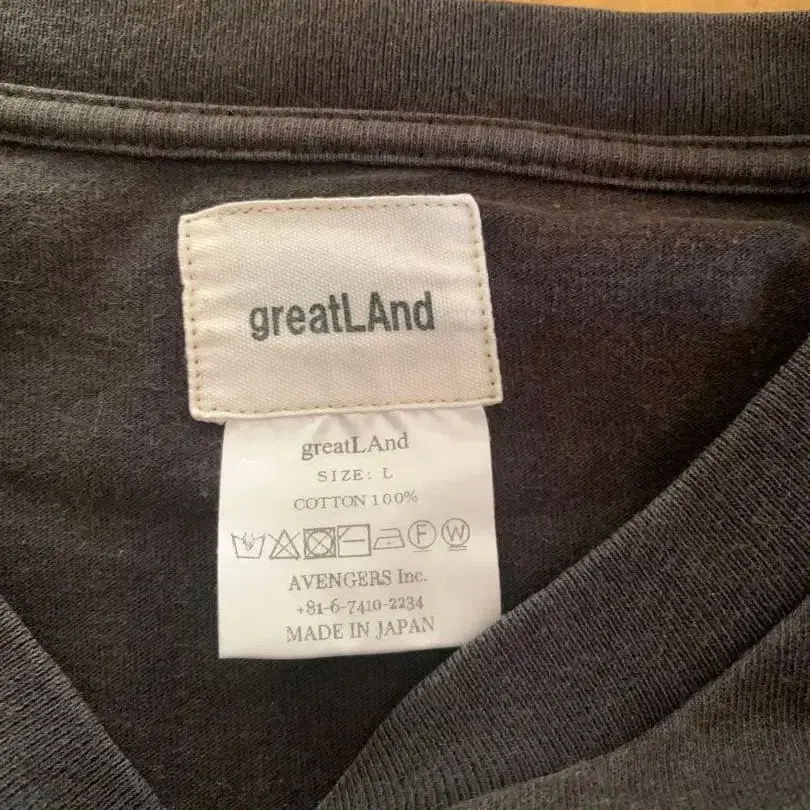 greatLAnd
greatLAnd
SIZE: L
COTTON 100%
F W
AVENGERS Inc.
+81-6-7410-2234
MADE IN JAPAN